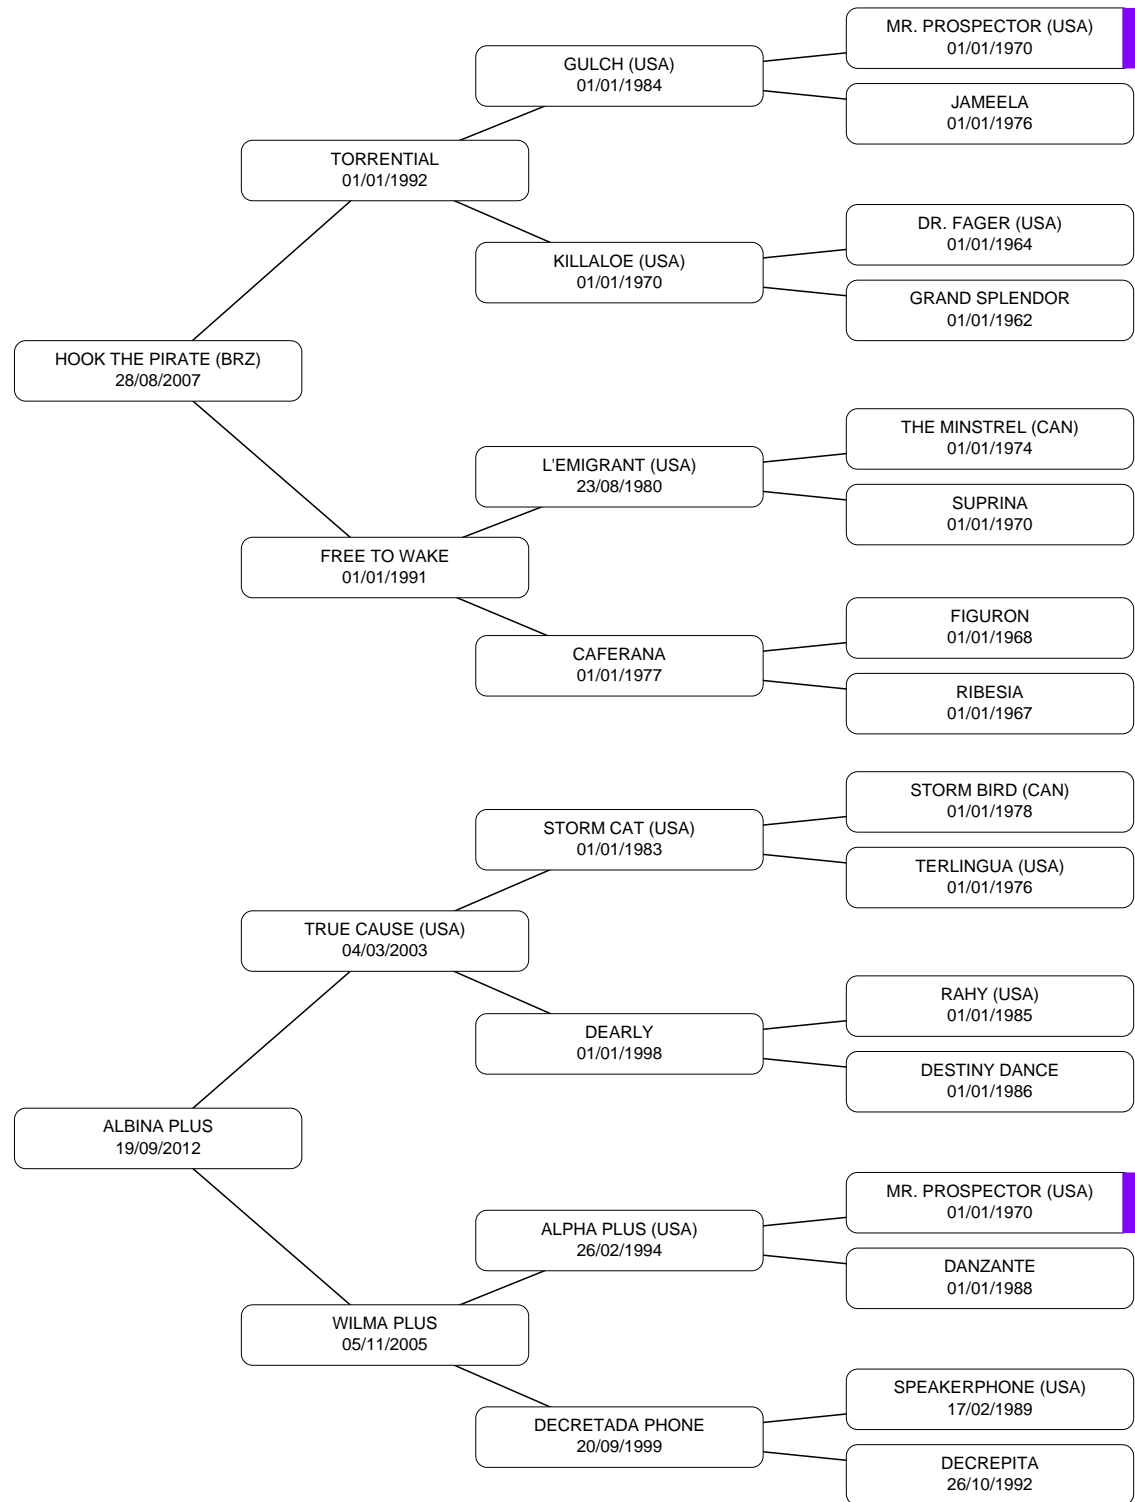 MR. PROSPECTOR (USA)
01/01/1970
GULCH (USA)
01/01/1984
JAMEELA
01/01/1976
TORRENTIAL
01/01/1992
DR. FAGER (USA)
01/01/1964
KILLALOE (USA)
01/01/1970
GRAND SPLENDOR
01/01/1962
HOOK THE PIRATE (BRZ)
28/08/2007
THE MINSTREL (CAN)
01/01/1974
L'EMIGRANT (USA)
23/08/1980
SUPRINA
01/01/1970
FREE TO WAKE
01/01/1991
FIGURON
01/01/1968
CAFERANA
01/01/1977
RIBESIA
01/01/1967
STORM BIRD (CAN)
01/01/1978
STORM CAT (USA)
01/01/1983
TERLINGUA (USA)
01/01/1976
TRUE CAUSE (USA)
04/03/2003
RAHY (USA)
01/01/1985
DEARLY
01/01/1998
DESTINY DANCE
01/01/1986
ALBINA PLUS
19/09/2012
MR. PROSPECTOR (USA)
01/01/1970
ALPHA PLUS (USA)
26/02/1994
DANZANTE
01/01/1988
WILMA PLUS
05/11/2005
SPEAKERPHONE (USA)
17/02/1989
DECRETADA PHONE
20/09/1999
DECREPITA
26/10/1992